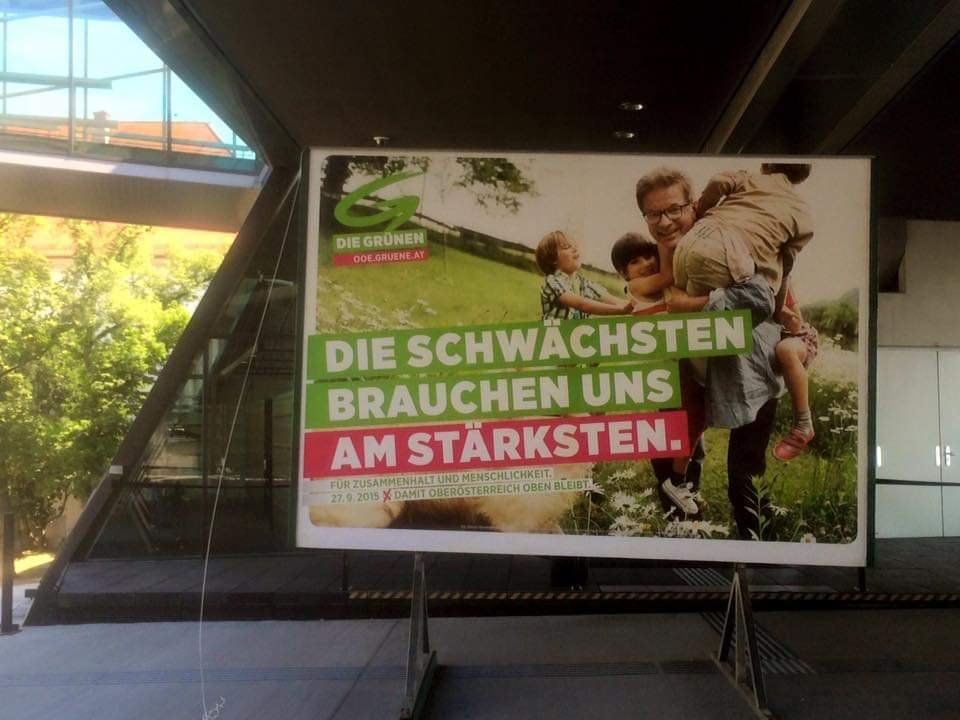 DIE GRÜNEN
OOE.GRUENE.AT
DIE SCHWÄCHSTEN
BRAUCHEN UNS
AM STÄRKSTEN.
FÜR ZUSAMMENHALT UND MENSCHLICHKEIT.
27. 9. 2015 X DAMIT OBERÖSTERREICH OBEN BLEIBT.